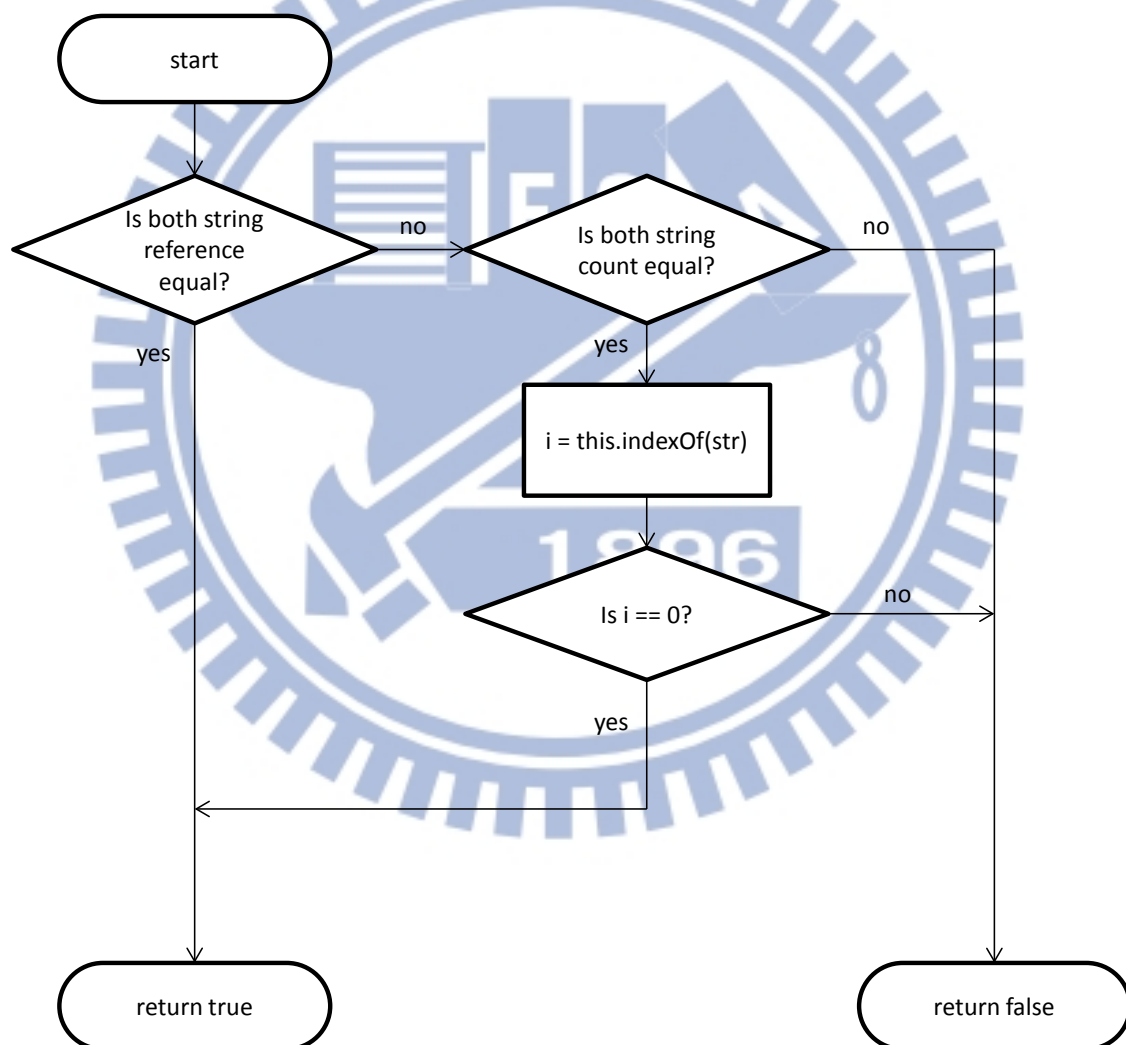 start
Is both string
reference
equal?
no
Is both string
count equal?
no
yes
yes
i = this.indexOf(str)
1896
Is i == 0?
no
yes
return true
return false